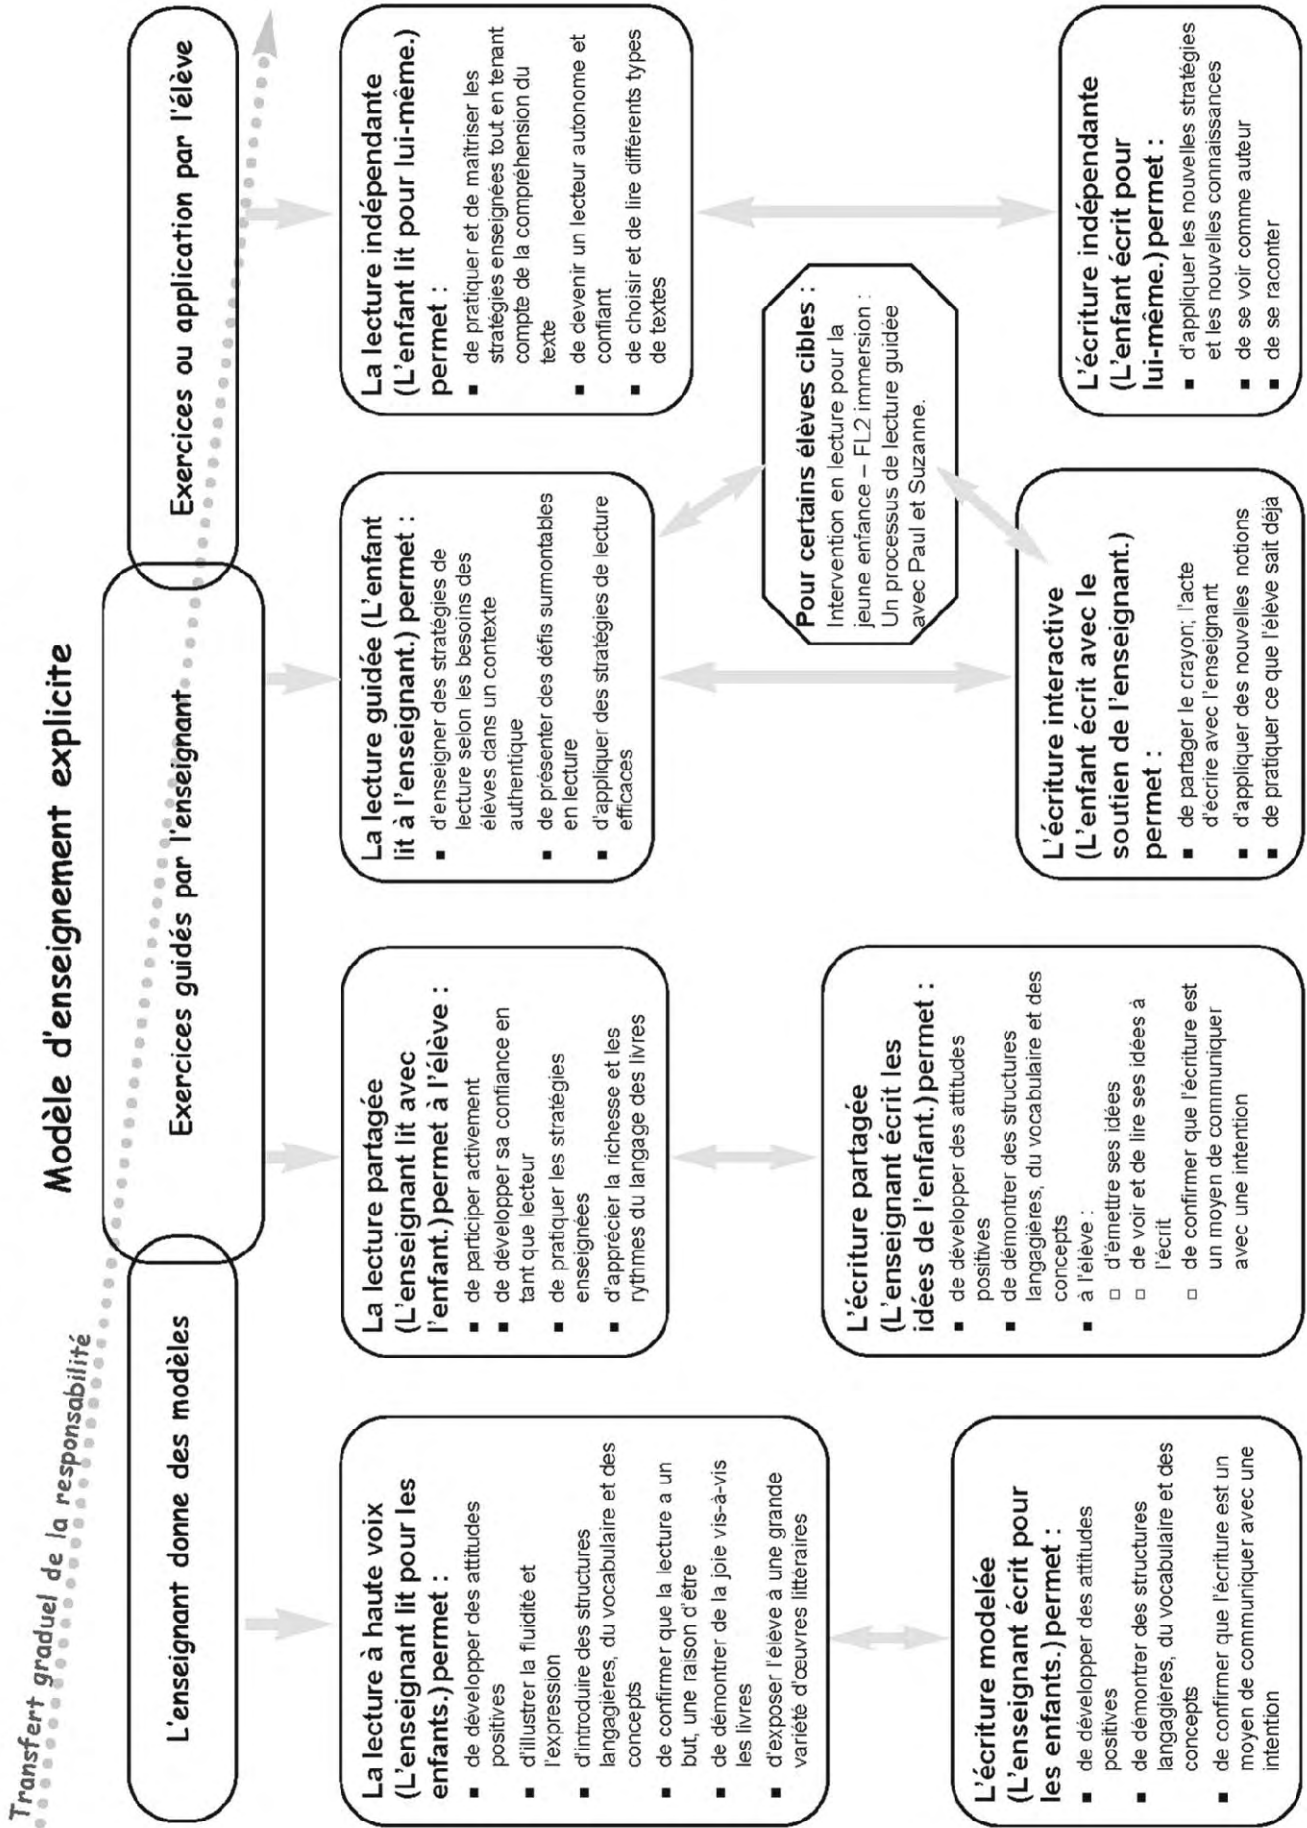 Modèle d'enseignement explicite
Transfert graduel de la responsabilité
L'enseignant donne des modèles
Exercices guidés par l'enseignant
Exercices ou application par l'élève
La lecture à haute voix
(L'enseignant lit pour les
enfants.)permet :
■ de développer des attitudes
positives
■ d'illustrer la fluidité et
l'expression
■ d'introduire des structures
langagières, du vocabulaire et des
concepts
■ de confirmer que la lecture a un
but, une raison d'être
■ de démontrer de la joie vis-à-vis
les livres
■ d'exposer l'élève à une grande
variété d'œuvres littéraires
La lecture partagée
(L'enseignant lit avec
l'enfant.)permet à l'élève :
■ de participer activement
■ de développer sa confiance en
tant que lecteur
■ de pratiquer les stratégies
enseignées
■ d'apprécier la richesse et les
rythmes du langage des livres
La lecture guidée (L'enfant
lit à l'enseignant.) permet :
■ d'enseigner des stratégies de
lecture selon les besoins des
élèves dans un contexte
authentique
■ de présenter des défis surmontables
en lecture
■ d'appliquer des stratégies de lecture
efficaces
La lecture indépendante
(L'enfant lit pour lui-même.)
permet :
■ de pratiquer et de maîtriser les
stratégies enseignées tout en tenant
compte de la compréhension du
texte
■ de devenir un lecteur autonome et
confiant
■ de choisir et de lire différents types
de textes
Pour certains élèves cibles :
Intervention en lecture pour la
jeune enfance – FL2 immersion :
Un processus de lecture guidée
avec Paul et Suzanne.
L'écriture modelée
(L'enseignant écrit pour
les enfants.)permet :
■ de développer des attitudes
positives
■ de démontrer des structures
langagières, du vocabulaire et des
concepts
■ de confirmer que l'écriture est un
moyen de communiquer avec une
intention
L'écriture partagée
(L'enseignant écrit les
idées de l'enfant.)permet :
■ de développer des attitudes
positives
■ de démontrer des structures
langagières, du vocabulaire et des
concepts
■ à l'élève :
□ d'émettre ses idées
□ de voir et de lire ses idées à
l'écrit
□ de confirmer que l'écriture est
un moyen de communiquer
avec une intention
L'écriture interactive
(L'enfant écrit avec le
soutien de l'enseignant.)
permet :
■ de partager le crayon; l'acte
d'écrire avec l'enseignant
■ d'appliquer des nouvelles notions
■ de pratiquer ce que l'élève sait déjà
L'écriture indépendante
(L'enfant écrit pour
lui-même.)permet :
■ d'appliquer les nouvelles stratégies
et les nouvelles connaissances
■ de se voir comme auteur
■ de se raconter